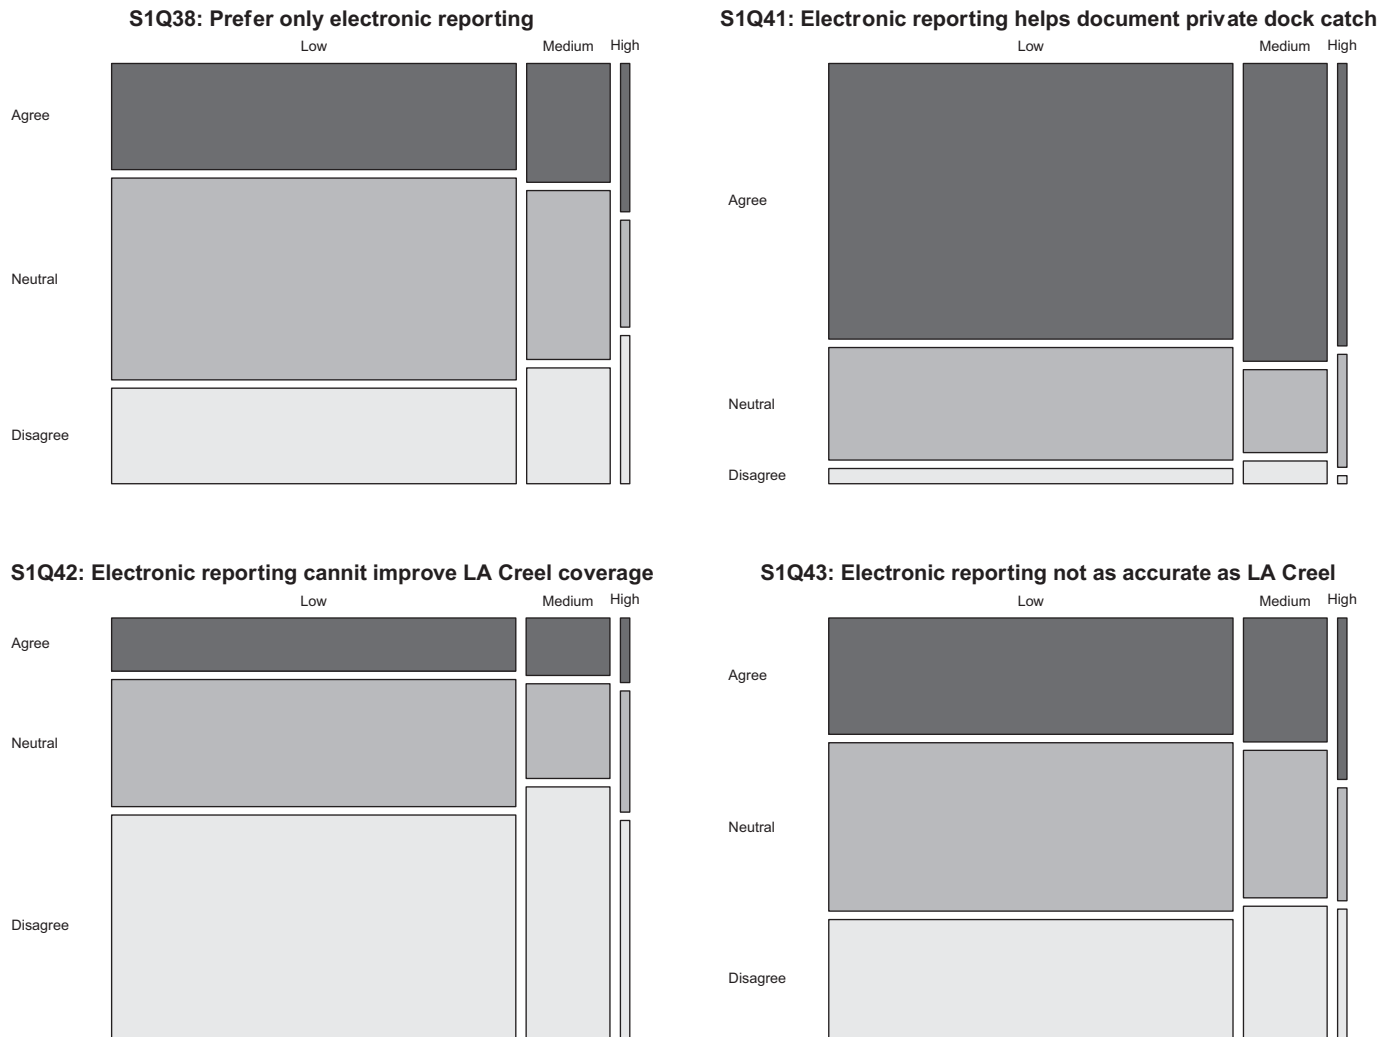 S1Q38: Prefer only electronic reporting
Low Medium High
Agree
Neutral
Disagree
S1Q41: Electronic reporting helps document private dock catch
Low Medium High
Agree
Neutral
Disagree
S1Q42: Electronic reporting cannit improve LA Creel coverage
Low Medium High
Agree
Neutral
Disagree
S1Q43: Electronic reporting not as accurate as LA Creel
Low Medium High
Agree
Neutral
Disagree